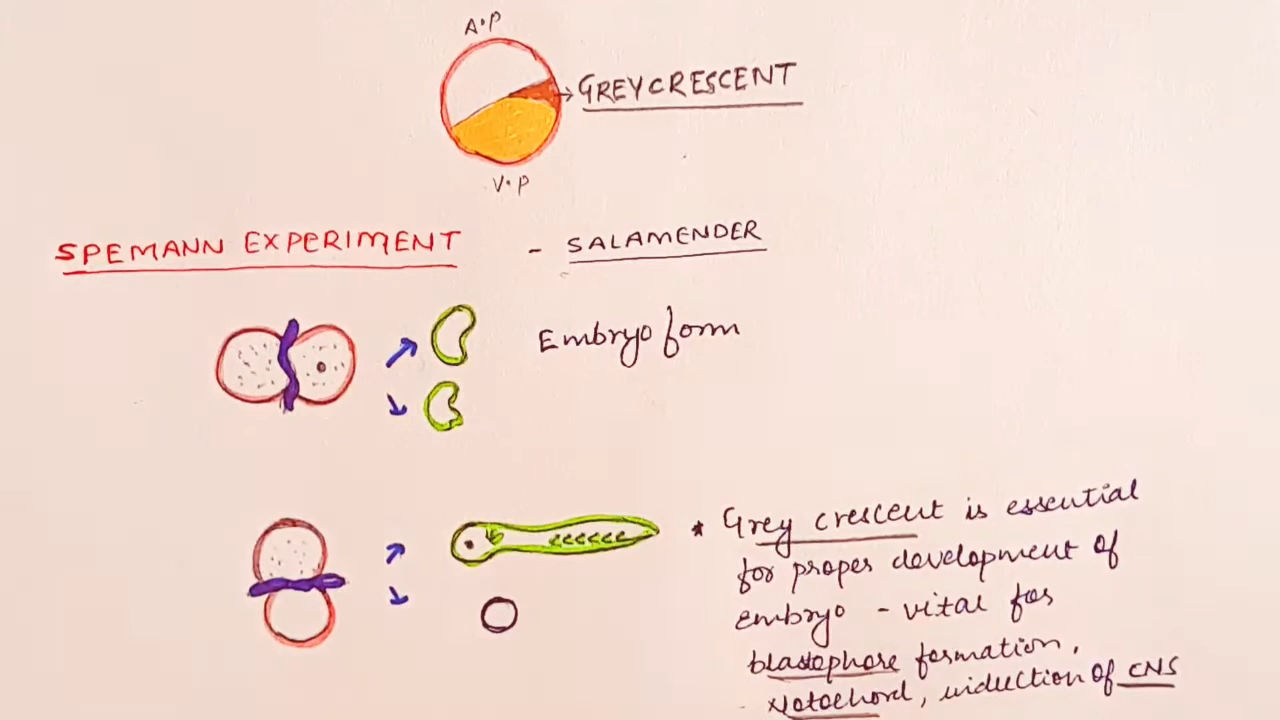 A·P
GREYCRESCENT
V·P
SPEMANN EXPERIMENT - SALAMENDER
Embryo form
* Grey crescent is essential
for proper development of
embryo - vital for
blastophore formation,
Notochord, induction of CNS